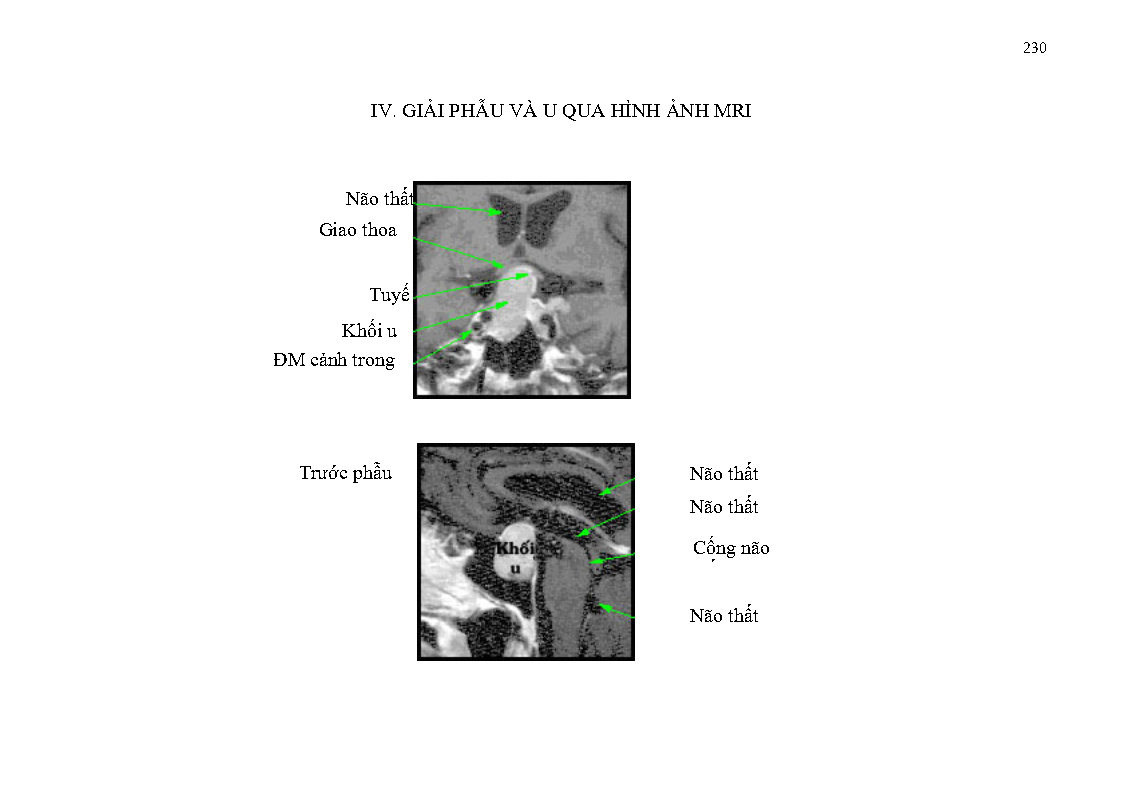 230
IV. GIẢI PHẪU VÀ U QUA HÌNH ẢNH MRI
Não thất
Giao thoa
Tuyế
Khối u
ĐM cảnh trong
Trước phẫu
Não thất
Não thất
Khối
u
Cống não
Não thất